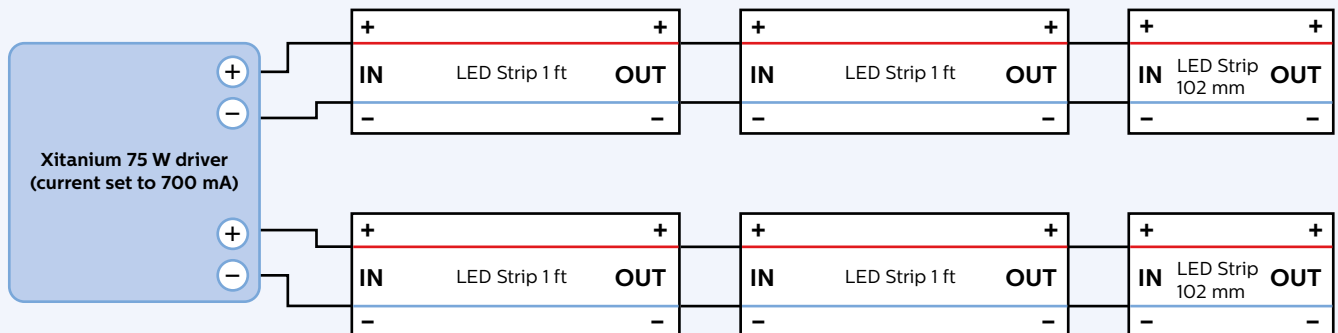 + + + + + +
IN LED Strip 1 ft OUT IN LED Strip 1 ft OUT IN LED Strip OUT
102 mm
+
−
− − − − − −
Xitanium 75 W driver
(current set to 700 mA)
+
−
+ + + + + +
IN LED Strip 1 ft OUT IN LED Strip 1 ft OUT IN LED Strip OUT
102 mm
− − − − − −